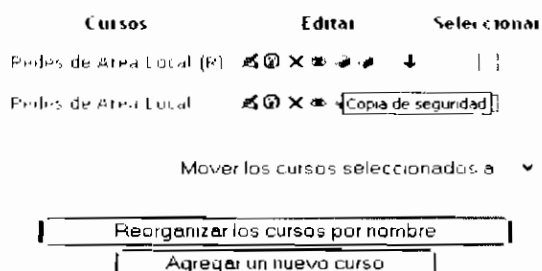 Cursos Editar Seleccionar
Redes de Area Local (R)
Redes de Area Local Copia de seguridad
Mover los cursos seleccionados a
Reorganizar los cursos por nombre
Agregar un nuevo curso